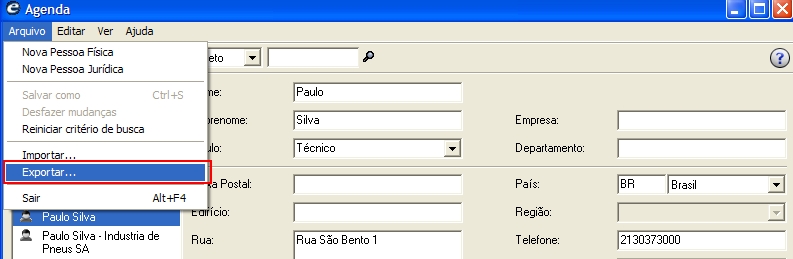 Agenda
Arquivo Editar Ver Ajuda
Nova Pessoa Física
Nova Pessoa Jurídica
Salvar como Ctrl+S
Desfazer mudanças
Reiniciar critério de busca
Importar...
Exportar...
Sair Alt+F4
Paulo Silva
Paulo Silva - Industria de
Pneus SA
eto
?
me: Paulo
renome: Silva Empresa:
ulo: Técnico Departamento:
a Postal: País: BR Brasil
Edifício: Região:
Rua: Rua São Bento 1 Telefone: 2130373000